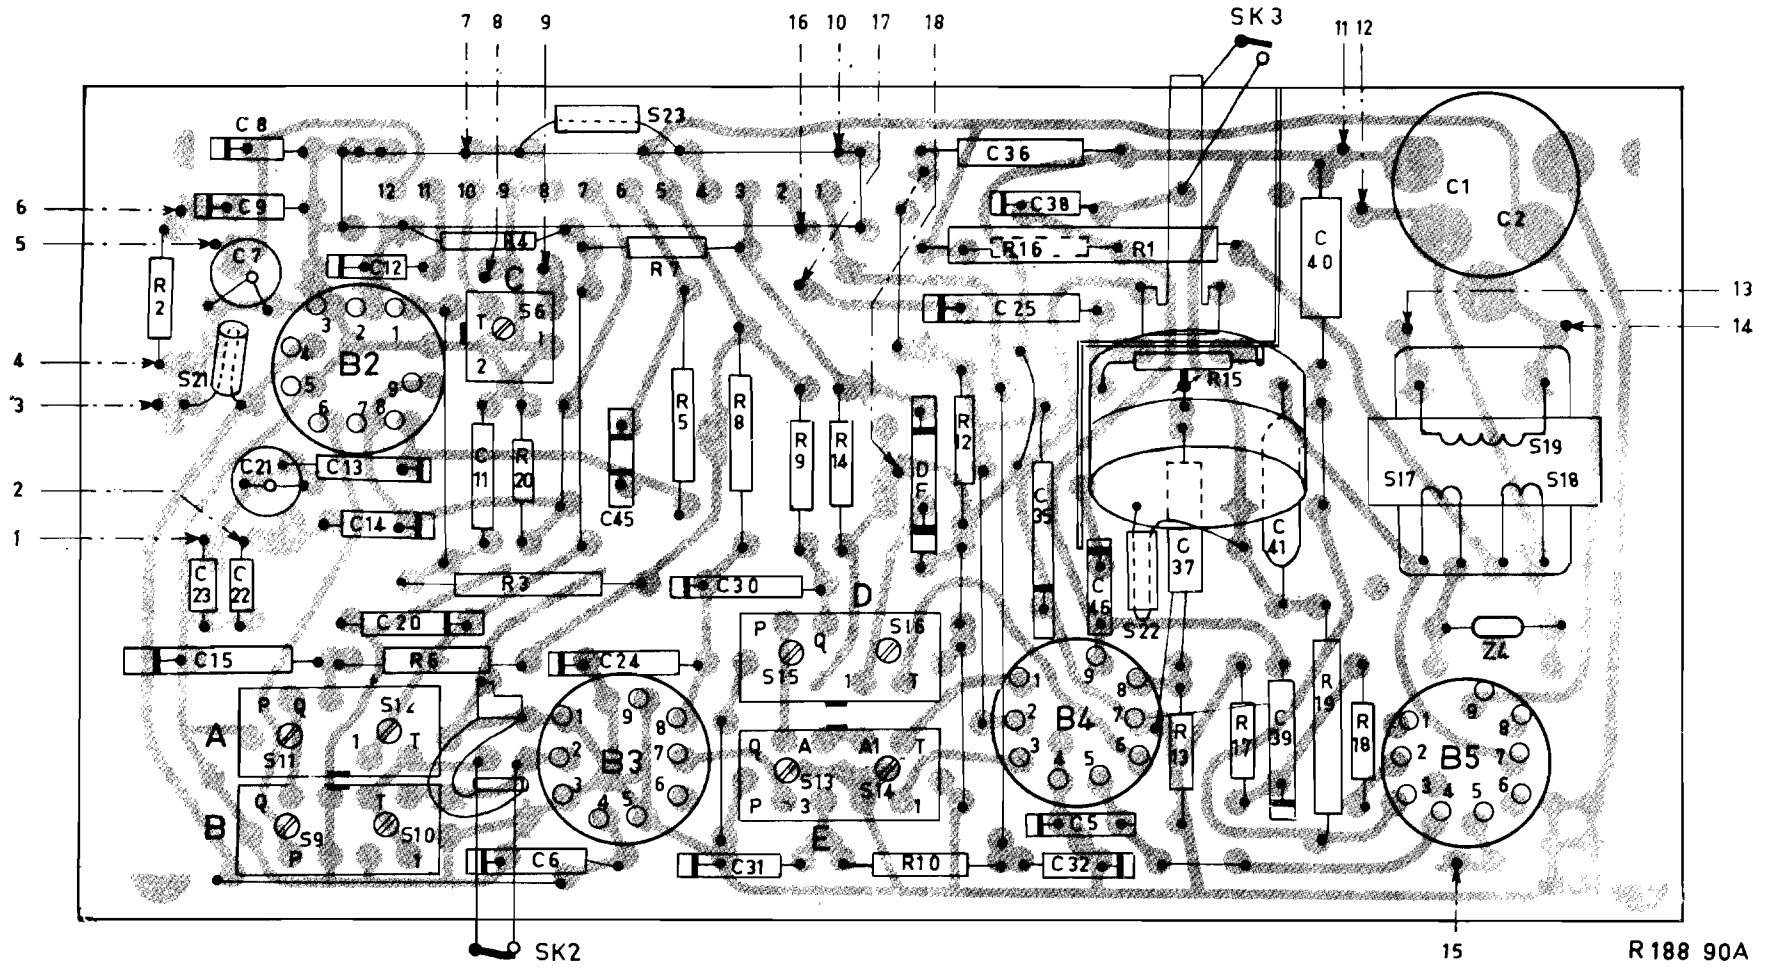 7 8 9 16 10 17 18 SK3 11 12
C8 S23 C36 C1 C2
12 11 10 9 8 7 6 5 4 3 2 1
6 C9 C38
5 C7 C12 R4 R7 R16 R1 C40
R2 C S6 C25 13
14
3 2 1 T 1 2
4 B2 R15
S21 5 9
3 6 7 8 R5 R8 R12 S19
C21 C13 C11 R20 R9 R14 DF S17 S18
2 C14 C45 C35 C41
1 C37
C23 C22 R3 C30 C46
C20 D S22 Z4
C15 R6 C24 P Q S16
S15 1 T
A P Q S12 1 T S11
1 2 3 4 5 6 7 8 9 B3
1 2 3 4 5 6 7 8 9 B4
R13 R17 C39 R19 R18
1 2 3 4 5 6 7 8 9 B5
Q A A1 T S13 S14 P 3 1
B Q T S9 S10 P 1
E C5
C6 C31 R10 C32
SK2 15 R188 90A